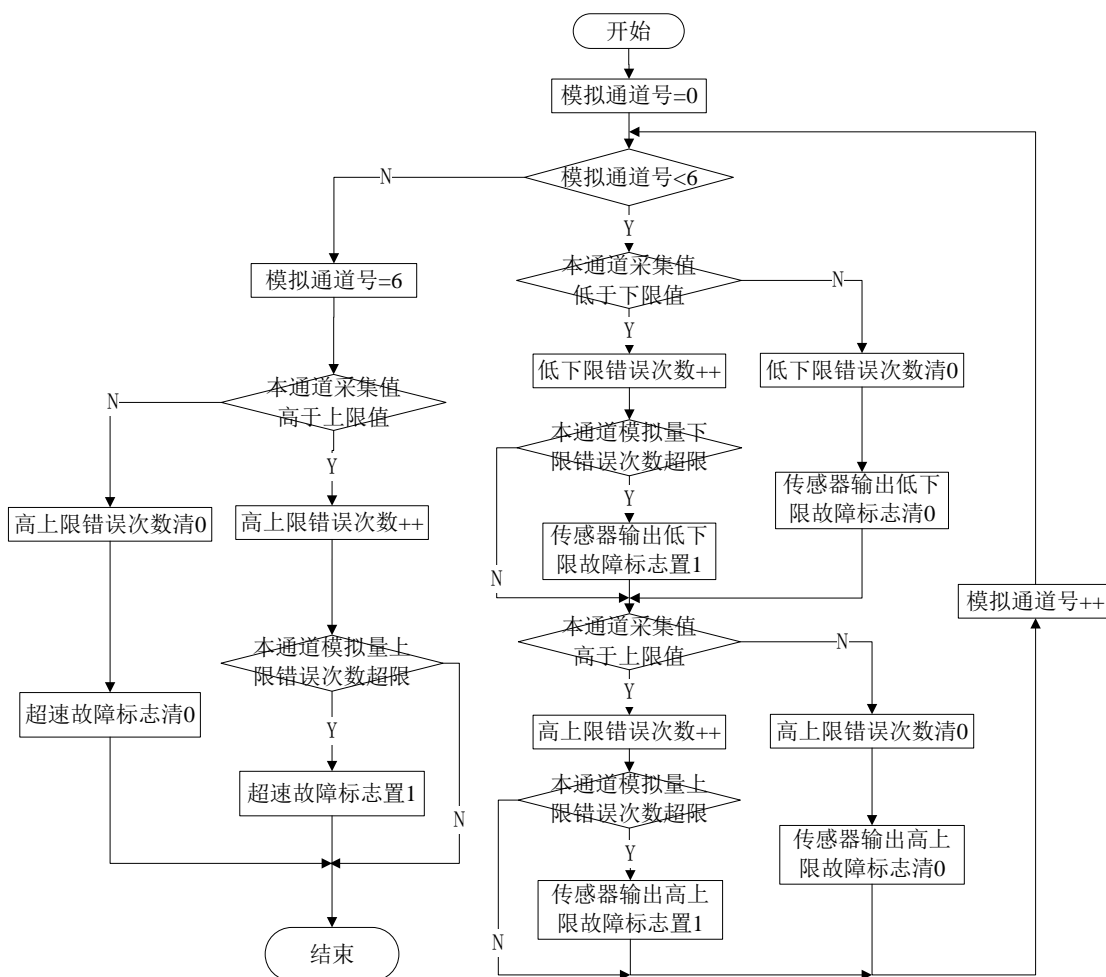 开始
模拟通道号=0
模拟通道号<6
N
Y
模拟通道号=6
本通道采集值
低于下限值
N
Y
低下限错误次数++
低下限错误次数清0
本通道采集值
高于上限值
N
Y
本通道模拟量下
限错误次数超限
Y
N
传感器输出低下
限故障标志清0
高上限错误次数清0
高上限错误次数++
传感器输出低下
限故障标志置1
模拟通道号++
本通道采集值
高于上限值
N
Y
本通道模拟量上
限错误次数超限
Y
N
超速故障标志清0
高上限错误次数++
高上限错误次数清0
超速故障标志置1
本通道模拟量上
限错误次数超限
Y
N
传感器输出高上
限故障标志清0
传感器输出高上
限故障标志置1
结束